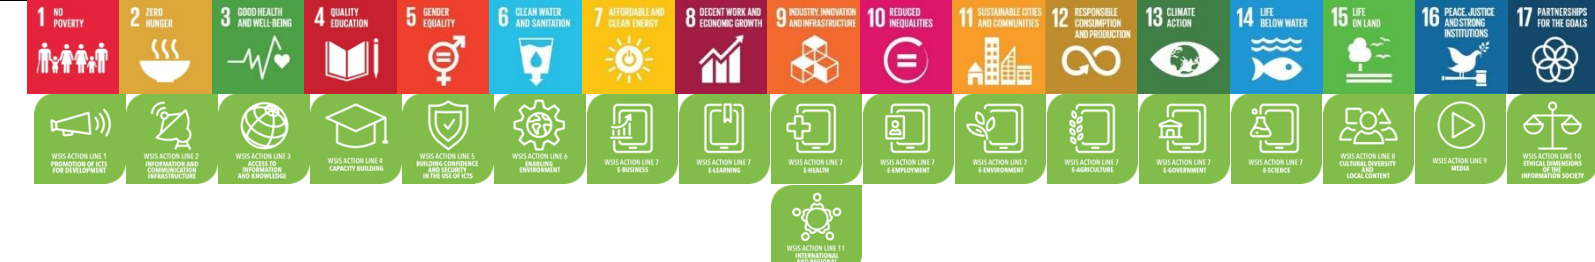 1 NO
POVERTY
2 ZERO
HUNGER
3 GOOD HEALTH
AND WELL-BEING
4 QUALITY
EDUCATION
5 GENDER
EQUALITY
6 CLEAN WATER
AND SANITATION
7 AFFORDABLE AND
CLEAN ENERGY
8 DECENT WORK AND
ECONOMIC GROWTH
9 INDUSTRY, INNOVATION
AND INFRASTRUCTURE
10 REDUCED
INEQUALITIES
11 SUSTAINABLE CITIES
AND COMMUNITIES
12 RESPONSIBLE
CONSUMPTION
AND PRODUCTION
13 CLIMATE
ACTION
14 LIFE
BELOW WATER
15 LIFE
ON LAND
16 PEACE, JUSTICE
AND STRONG
INSTITUTIONS
17 PARTNERSHIPS
FOR THE GOALS
WSIS ACTION LINE 1
PROMOTION OF ICTS
FOR DEVELOPMENT
WSIS ACTION LINE 2
INFORMATION AND
COMMUNICATION
INFRASTRUCTURE
WSIS ACTION LINE 3
ACCESS TO
INFORMATION
AND KNOWLEDGE
WSIS ACTION LINE 4
CAPACITY BUILDING
WSIS ACTION LINE 5
BUILDING CONFIDENCE
AND SECURITY
IN THE USE OF ICTS
WSIS ACTION LINE 6
ENABLING
ENVIRONMENT
WSIS ACTION LINE 7
E-BUSINESS
WSIS ACTION LINE 7
E-LEARNING
WSIS ACTION LINE 7
E-HEALTH
WSIS ACTION LINE 7
E-EMPLOYMENT
WSIS ACTION LINE 7
E-ENVIRONMENT
WSIS ACTION LINE 7
E-AGRICULTURE
WSIS ACTION LINE 7
E-GOVERNMENT
WSIS ACTION LINE 7
E-SCIENCE
WSIS ACTION LINE 8
CULTURAL DIVERSITY
AND
LOCAL CONTENT
WSIS ACTION LINE 9
MEDIA
WSIS ACTION LINE 10
ETHICAL DIMENSIONS
OF THE
INFORMATION SOCIETY
WSIS ACTION LINE 11
INTERNATIONAL
AND REGIONAL